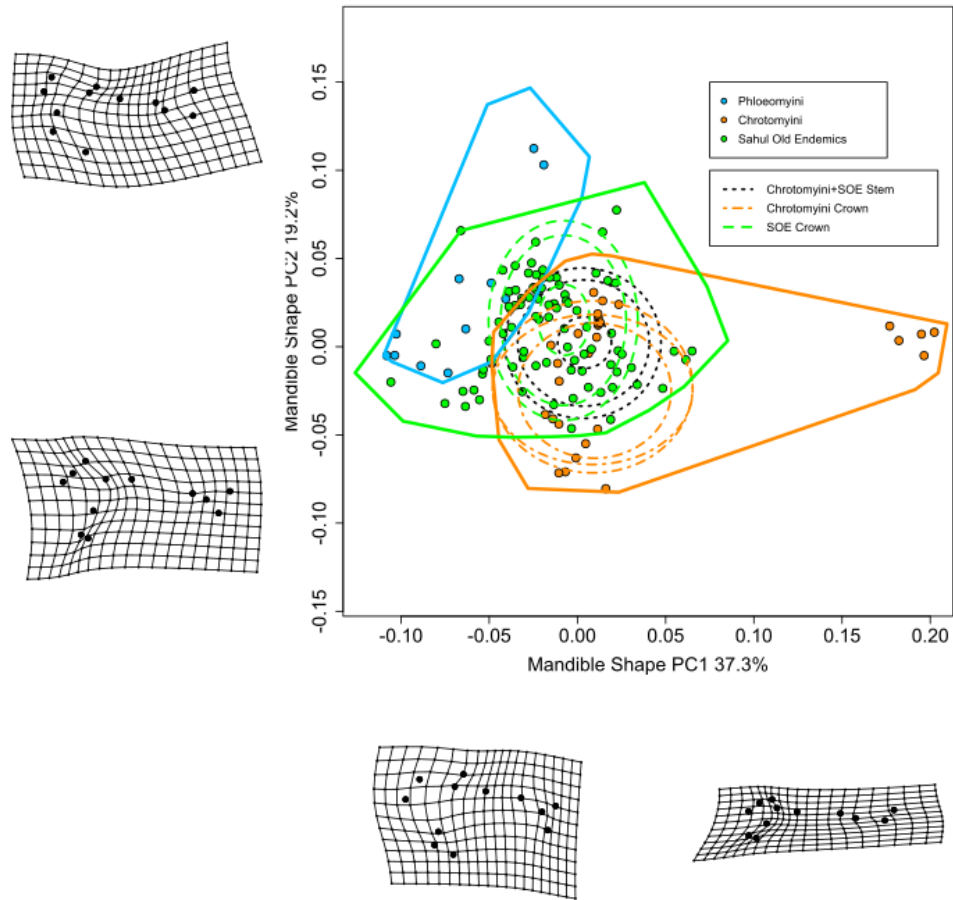 Mandible Shape PC2 19.2%
0.15
0.10
0.05
0.00
-0.05
-0.10
-0.15
Phloeomyini
Chrotomyini
Sahul Old Endemics
Chrotomyini+SOE Stem
Chrotomyini Crown
SOE Crown
-0.10 -0.05 0.00 0.05 0.10 0.15 0.20
Mandible Shape PC1 37.3%